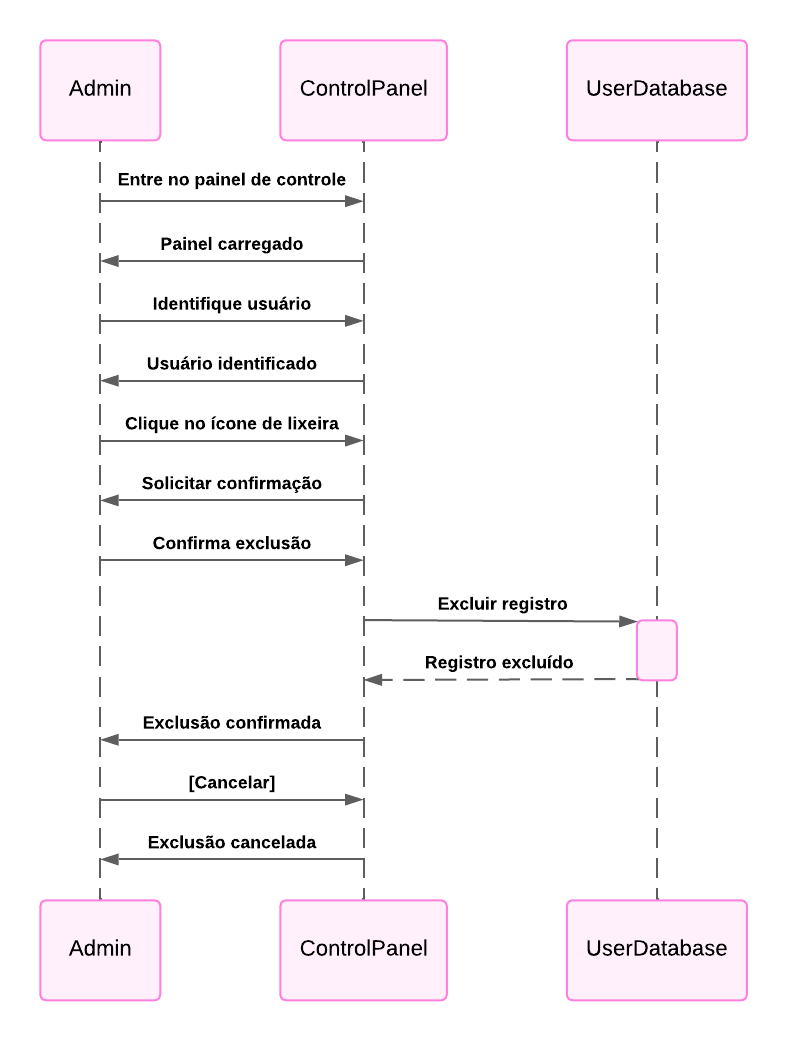 Admin
ControlPanel
UserDatabase
Entre no painel de controle
Painel carregado
Identifique usuário
Usuário identificado
Clique no ícone de lixeira
Solicitar confirmação
Confirma exclusão
Excluir registro
Registro excluído
Exclusão confirmada
[Cancelar]
Exclusão cancelada
Admin
ControlPanel
UserDatabase